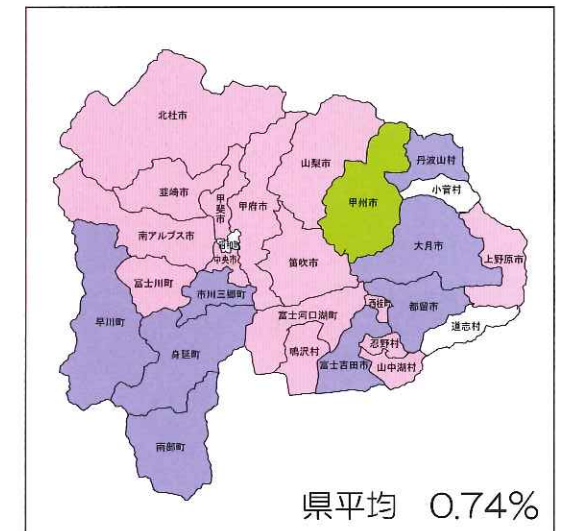 北杜市
山梨市
丹波山村
韮崎市
甲斐市
甲府市
甲州市
小菅村
南アルプス市
昭和町
中央市
笛吹市
大月市
上野原市
富士川町
市川三郷町
早川町
富士河口湖町
西桂町
都留市
道志村
身延町
鳴沢村
忍野村
富士吉田市
山中湖村
南部町
県平均 0.74%